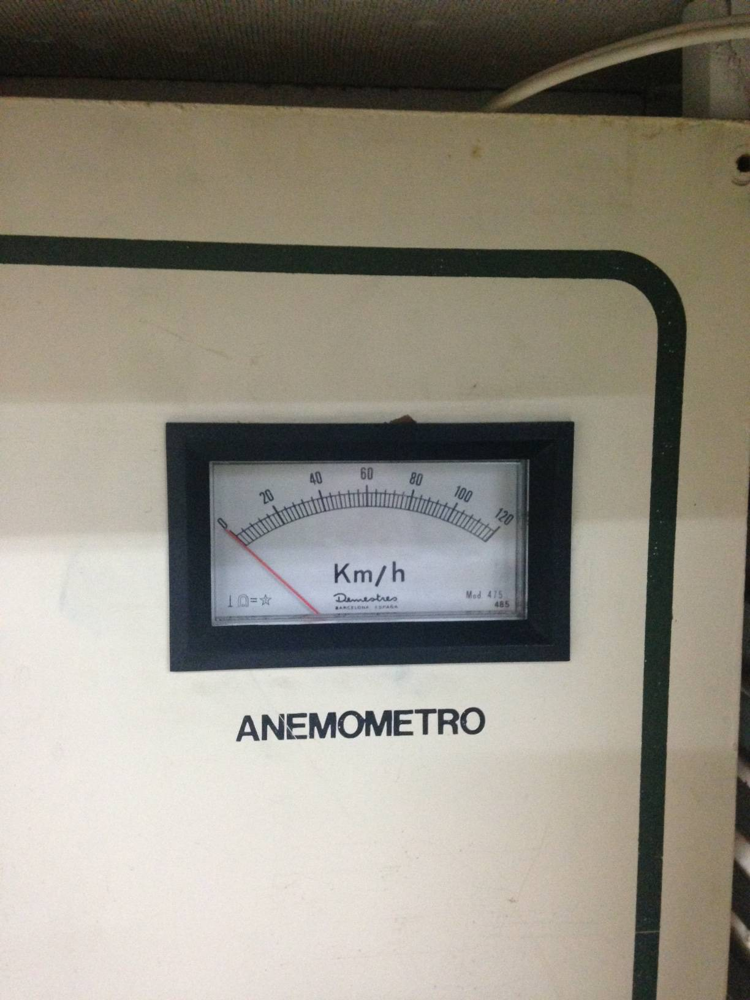 0 20 40 60 80 100 120
Km/h
Demestres
BARCELONA ESPAÑA
Mod. 475
485
ANEMOMETRO